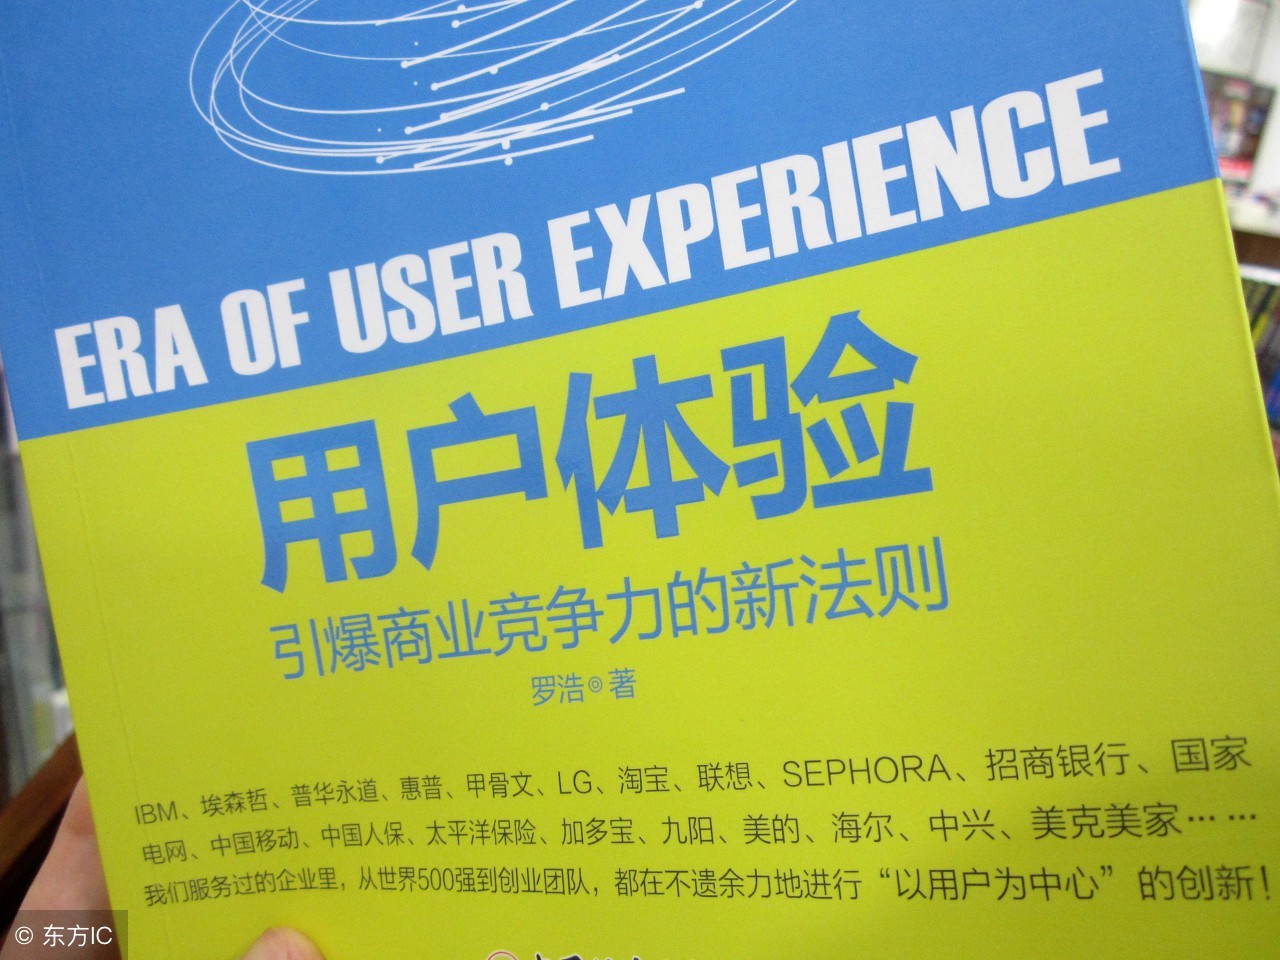 ERA OF USER EXPERIENCE
用户体验
引爆商业竞争力的新法则
罗浩◎著
IBM、埃森哲、普华永道、惠普、甲骨文、LG、淘宝、联想、SEPHORA、招商银行、国家
电网、中国移动、中国人保、太平洋保险、加多宝、九阳、美的、海尔、中兴、美克美家……
我们服务过的企业里，从世界500强到创业团队，都在不遗余力地进行“以用户为中心”的创新！
© 东方IC